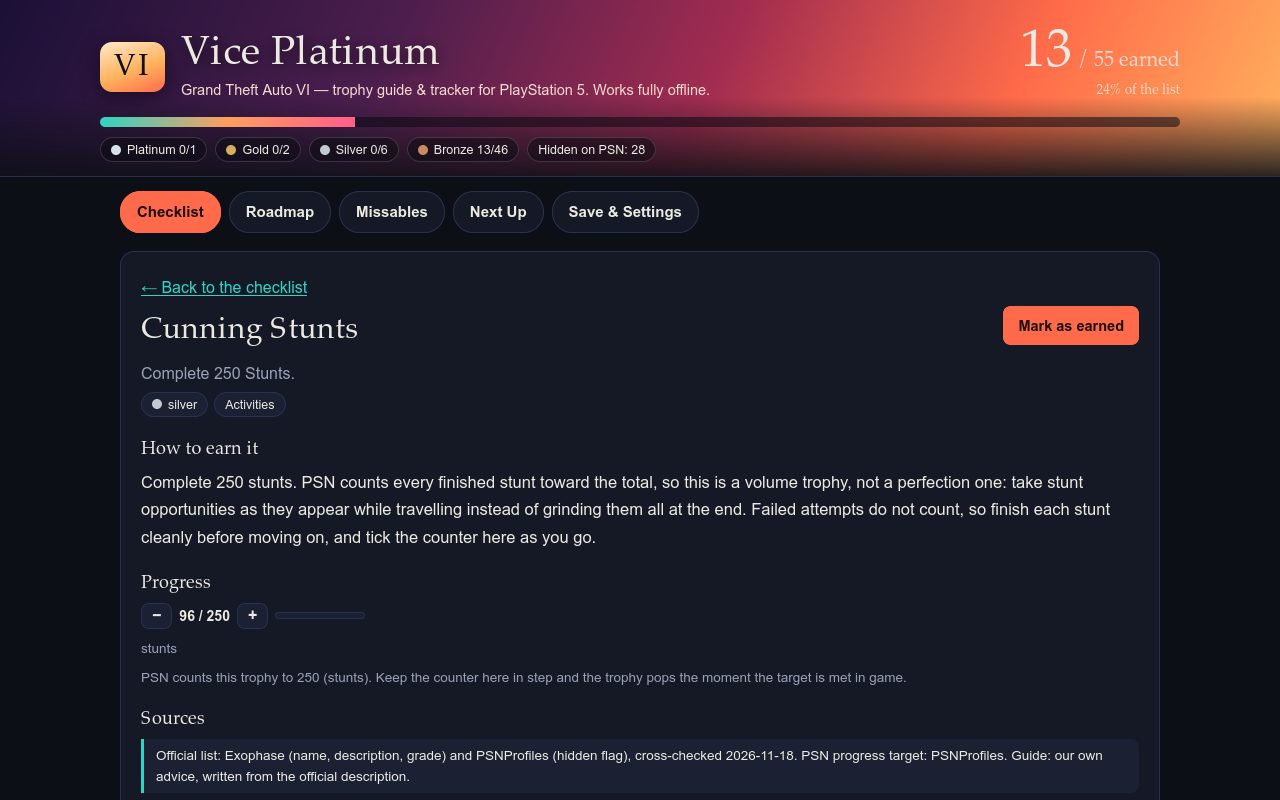 VI
Vice Platinum
Grand Theft Auto VI — trophy guide & tracker for PlayStation 5. Works fully offline.
13 / 55 earned
24% of the list
Platinum 0/1
Gold 0/2
Silver 0/6
Bronze 13/46
Hidden on PSN: 28
Checklist
Roadmap
Missables
Next Up
Save & Settings
← Back to the checklist
Cunning Stunts
Mark as earned
Complete 250 Stunts.
silver
Activities
How to earn it
Complete 250 stunts. PSN counts every finished stunt toward the total, so this is a volume trophy, not a perfection one: take stunt
opportunities as they appear while travelling instead of grinding them all at the end. Failed attempts do not count, so finish each stunt
cleanly before moving on, and tick the counter here as you go.
Progress
− 96 / 250 +
stunts
PSN counts this trophy to 250 (stunts). Keep the counter here in step and the trophy pops the moment the target is met in game.
Sources
Official list: Exophase (name, description, grade) and PSNProfiles (hidden flag), cross-checked 2026-11-18. PSN progress target: PSNProfiles. Guide: our own
advice, written from the official description.